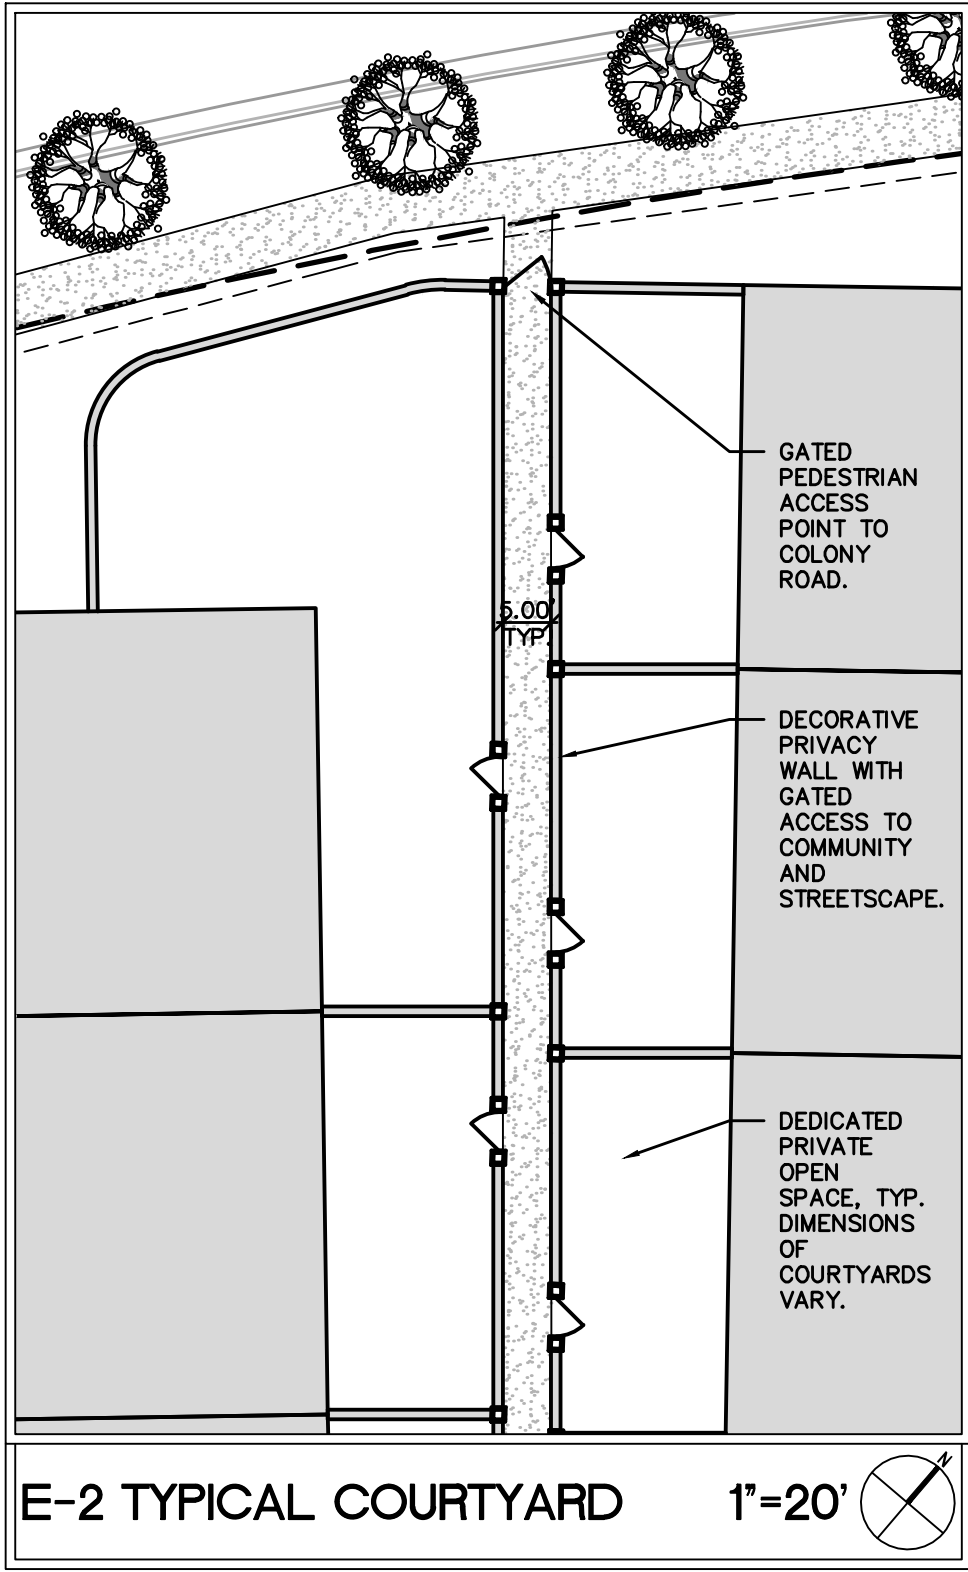 GATED
PEDESTRIAN
ACCESS
POINT TO
COLONY
ROAD.
5.00'
TYP.
DECORATIVE
PRIVACY
WALL WITH
GATED
ACCESS TO
COMMUNITY
AND
STREETSCAPE.
DEDICATED
PRIVATE
OPEN
SPACE, TYP.
DIMENSIONS
OF
COURTYARDS
VARY.
E-2 TYPICAL COURTYARD 1"=20'
N